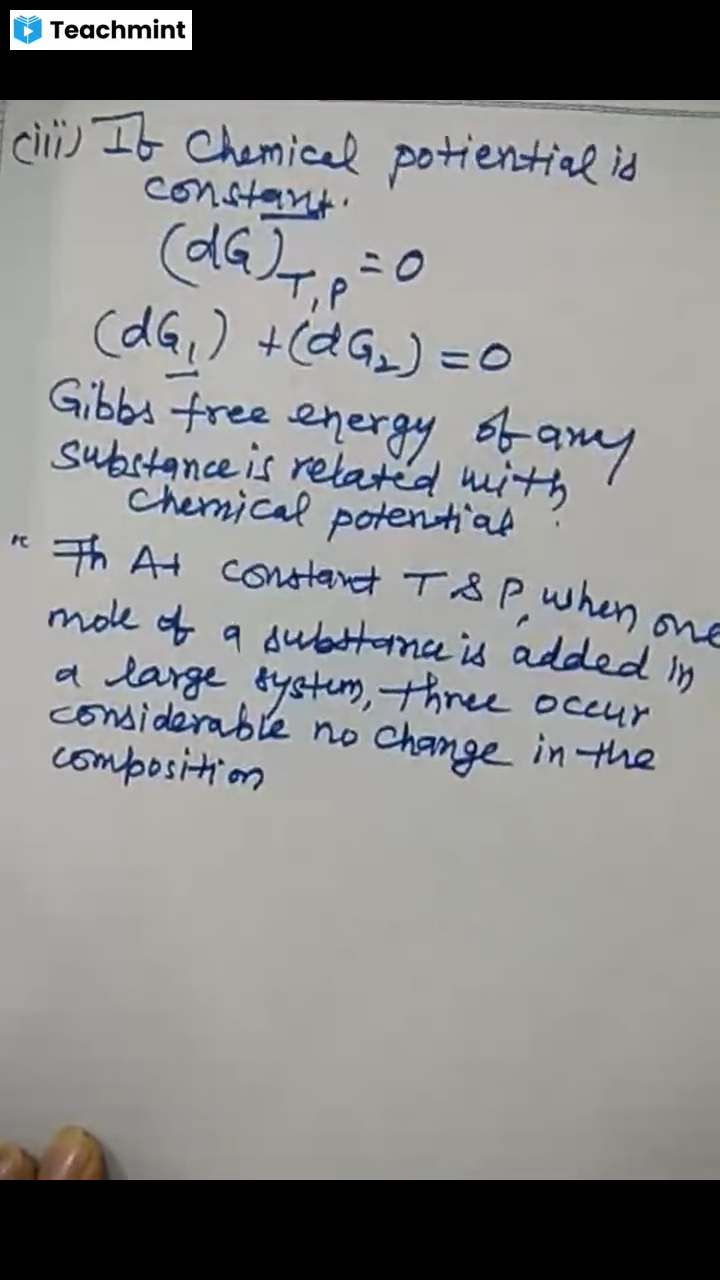 Teachmint
(iii) If Chemical potiential is
constant.
(dG)T,P = 0
(dG1) + (dG2) = 0
Gibbs free energy of any
substance is related with
chemical potential.
" Th At constant T & P, when one
mole of a substance is added in
a large system, three occur
considerable no change in the
composition